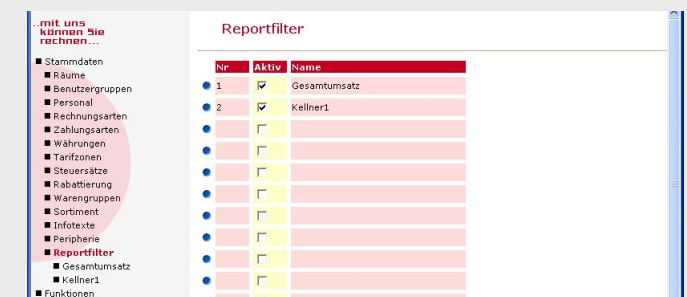 ...mit uns
können Sie
rechnen...
Stammdaten
Räume
Benutzergruppen
Personal
Rechnungsarten
Zahlungsarten
Währungen
Tarifzonen
Steuersätze
Rabattierung
Warengruppen
Sortiment
Infotexte
Peripherie
Reportfilter
Gesamtumsatz
Kellner1
Funktionen
Reportfilter
Nr Aktiv Name
1 Gesamtumsatz
2 Kellner1